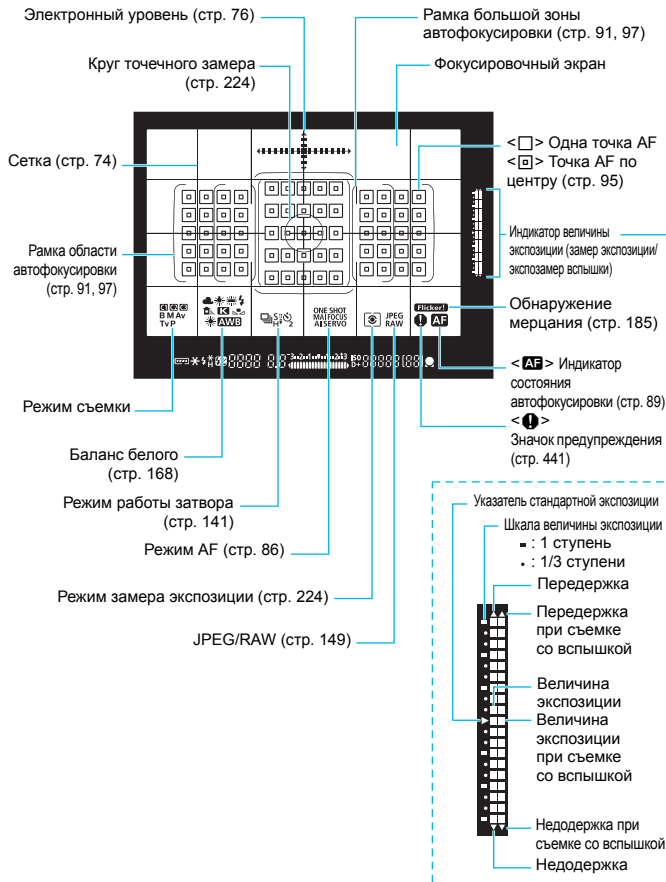 Электронный уровень (стр. 76)
Рамка большой зоны
автофокусировки (стр. 91, 97)
Круг точечного замера
(стр. 224)
Фокусировочный экран
Сетка (стр. 74)
<□> Одна точка AF
<⊡> Точка AF по
центру (стр. 95)
Индикатор величины
экспозиции (замер экспозиции/
экспозамер вспышки)
Рамка области
автофокусировки
(стр. 91, 97)
B M Av
Tv P
K
AWB
S
H
2
ONE SHOT
MAI FOCUS
AI SERVO
JPEG
RAW
Flicker!
AF
Обнаружение
мерцания (стр. 185)
<AF> Индикатор
состояния
автофокусировки (стр. 89)
<!>
Значок предупреждения
(стр. 441)
Режим съемки
Баланс белого
(стр. 168)
Режим работы затвора
(стр. 141)
Режим AF (стр. 86)
Режим замера экспозиции (стр. 224)
JPEG/RAW (стр. 149)
Указатель стандартной экспозиции
Шкала величины экспозиции
: 1 ступень
: 1/3 ступени
Передержка
Передержка
при съемке
со вспышкой
Величина
экспозиции
Величина
экспозиции
при съемке
со вспышкой
Недодержка при
съемке со вспышкой
Недодержка